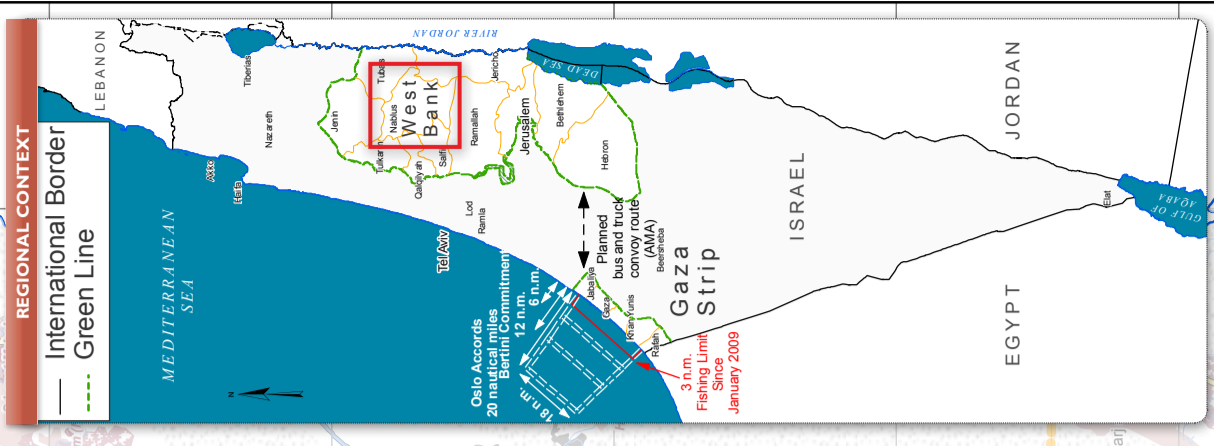 REGIONAL CONTEXT
International Border
Green Line
LEBANON
MEDITERRANEAN
SEA
N
Akko
Haifa
Tiberias
Nazareth
RIVER JORDAN
Jenin
Tubas
Tulkarm
Nablus
West
Bank
Qalqilyah
Salfit
Ramallah
Jericho
Lod
Ramla
Tel Aviv
Jerusalem
Bethlehem
DEAD SEA
Hebron
Planned
bus and truck
convoy route
(AMA)
Beersheba
Oslo Accords
20 nautical miles
Bertini Commitment
12 n.m.
6 n.m.
18 n.m.
Jabaliya
Gaza
Khan Yunis
Rafah
Gaza
Strip
3 n.m.
Fishing Limit
Since
January 2009
ISRAEL
JORDAN
EGYPT
Elat
GULF OF
AQABA